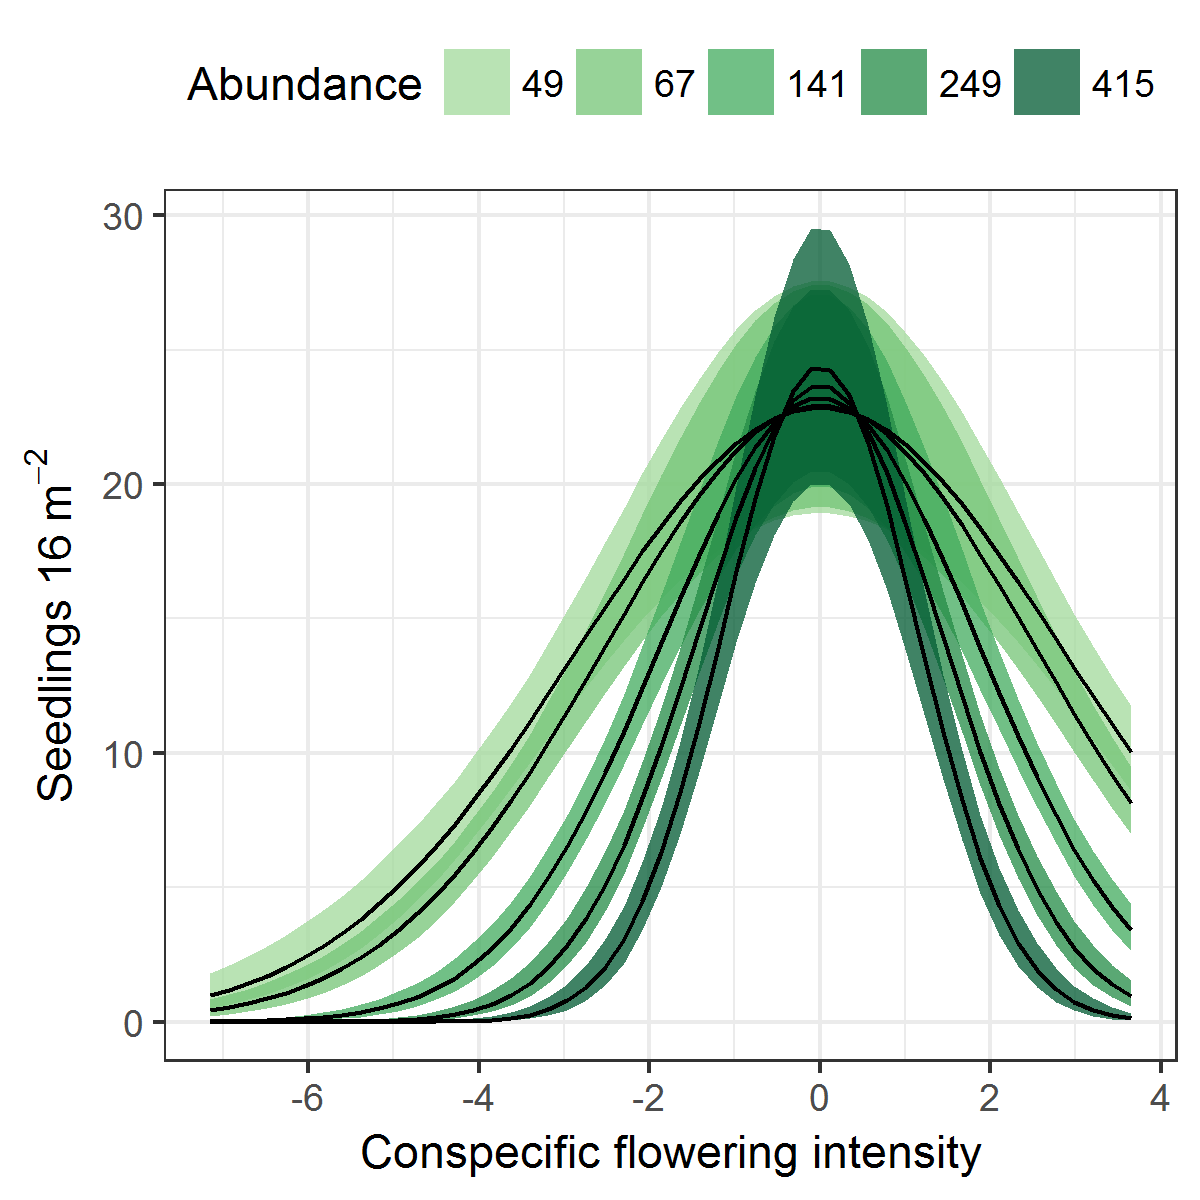 Abundance 49 67 141 249 415
30
20
10
0
Seedlings 16 m⁻²
-6 -4 -2 0 2 4
Conspecific flowering intensity